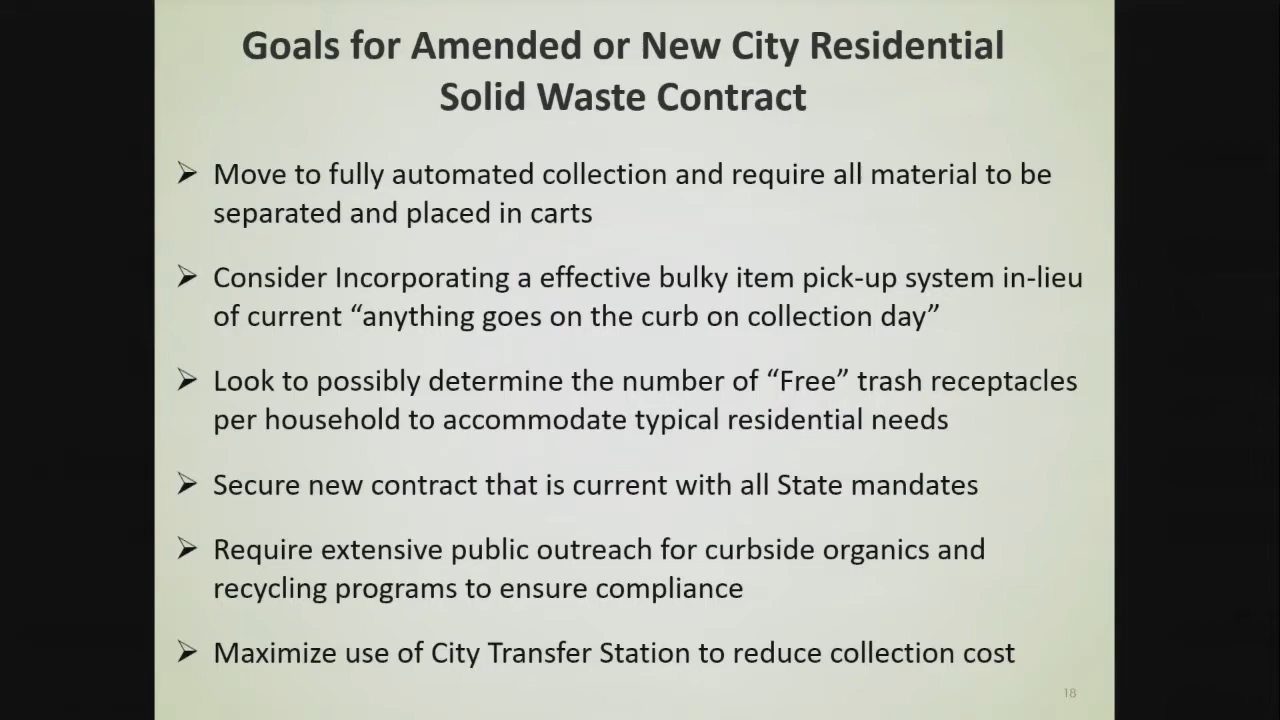 Goals for Amended or New City Residential
Solid Waste Contract
➢ Move to fully automated collection and require all material to be
separated and placed in carts
➢ Consider Incorporating a effective bulky item pick-up system in-lieu
of current “anything goes on the curb on collection day”
➢ Look to possibly determine the number of “Free” trash receptacles
per household to accommodate typical residential needs
➢ Secure new contract that is current with all State mandates
➢ Require extensive public outreach for curbside organics and
recycling programs to ensure compliance
➢ Maximize use of City Transfer Station to reduce collection cost
18